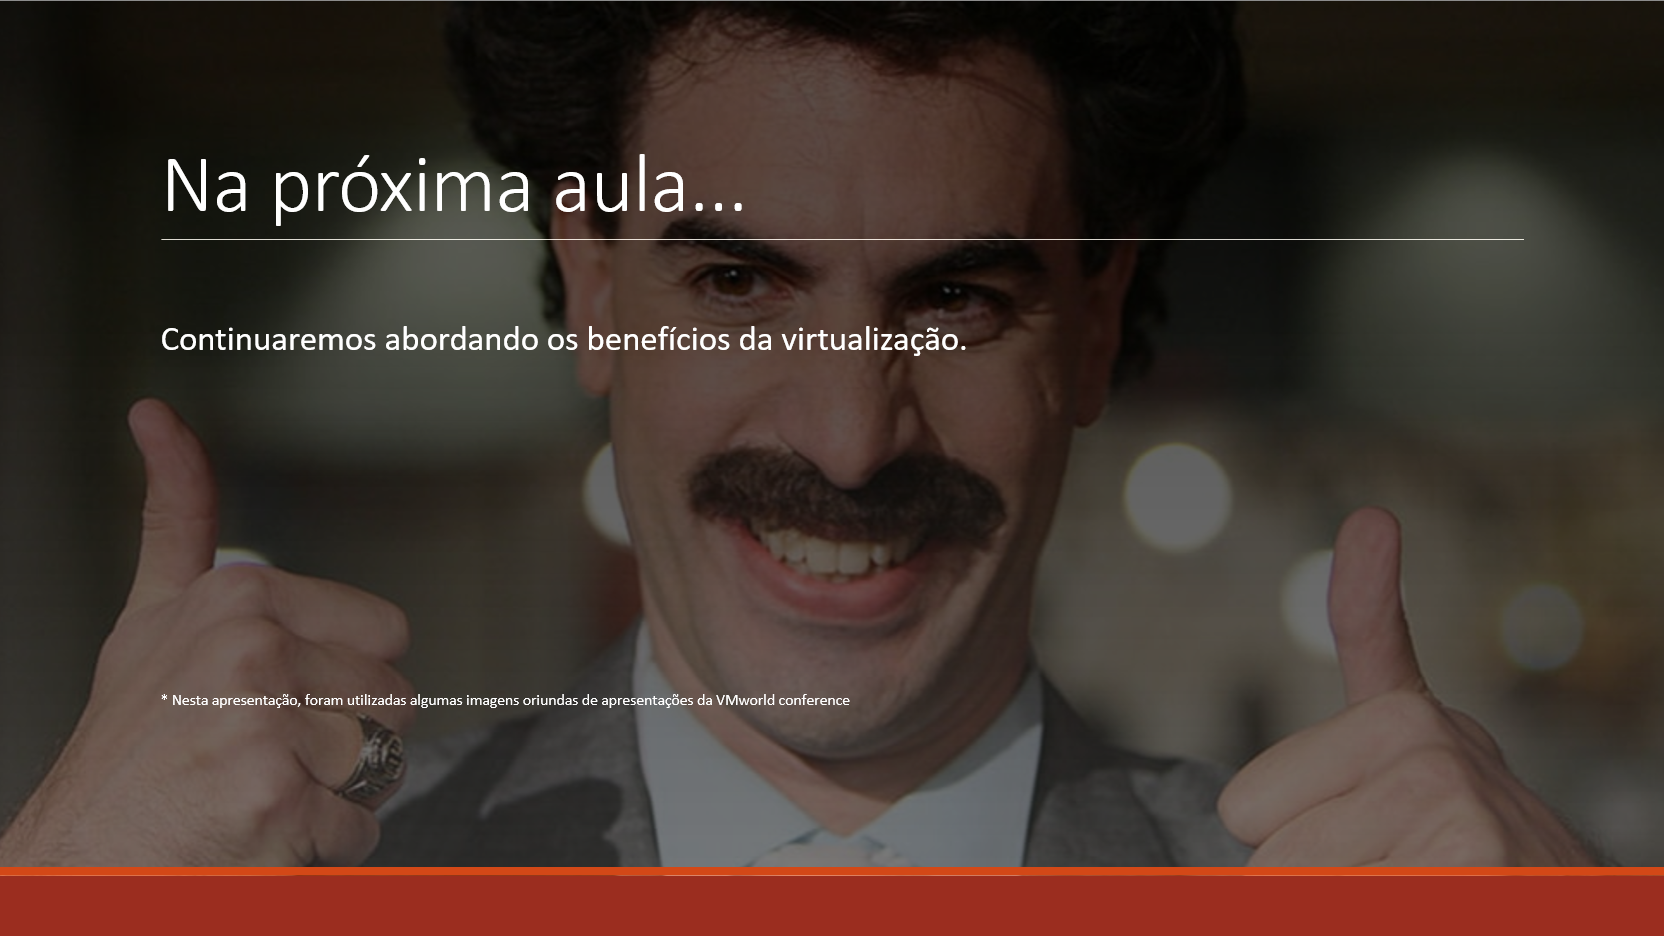 Na próxima aula...
Continuaremos abordando os benefícios da virtualização.
* Nesta apresentação, foram utilizadas algumas imagens oriundas de apresentações da VMworld conference